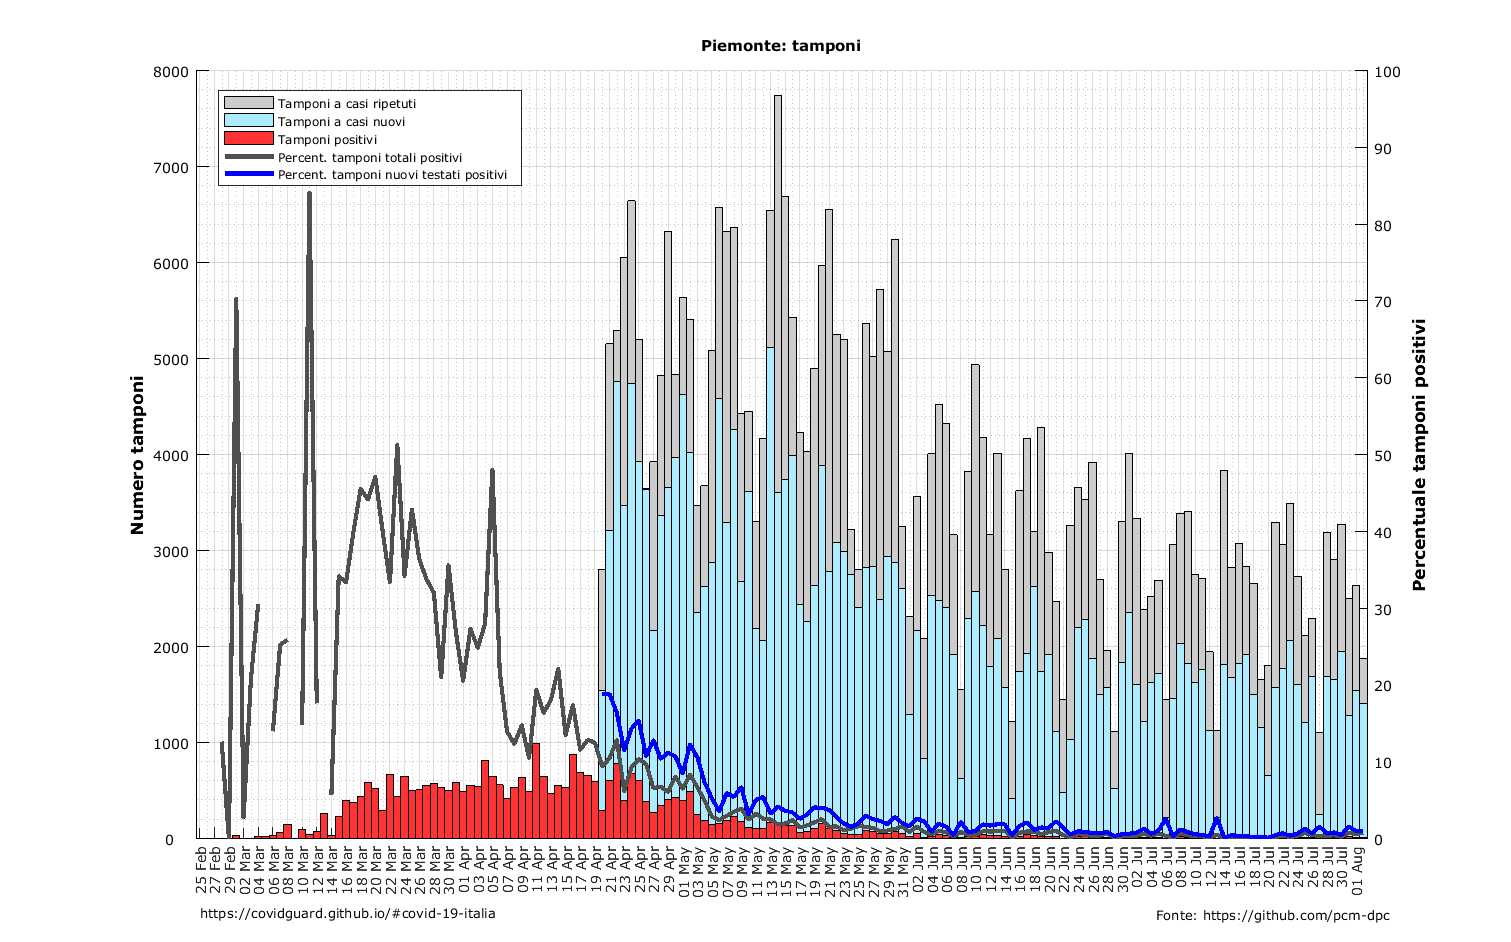 Piemonte: tamponi
Tamponi a casi ripetuti
Tamponi a casi nuovi
Tamponi positivi
Percent. tamponi totali positivi
Percent. tamponi nuovi testati positivi
Numero tamponi
8000
7000
6000
5000
4000
3000
2000
1000
0
Percentuale tamponi positivi
100
90
80
70
60
50
40
30
20
10
0
25 Feb
27 Feb
29 Feb
02 Mar
04 Mar
06 Mar
08 Mar
10 Mar
12 Mar
14 Mar
16 Mar
18 Mar
20 Mar
22 Mar
24 Mar
26 Mar
28 Mar
30 Mar
01 Apr
03 Apr
05 Apr
07 Apr
09 Apr
11 Apr
13 Apr
15 Apr
17 Apr
19 Apr
21 Apr
23 Apr
25 Apr
27 Apr
29 Apr
01 May
03 May
05 May
07 May
09 May
11 May
13 May
15 May
17 May
19 May
21 May
23 May
25 May
27 May
29 May
31 May
02 Jun
04 Jun
06 Jun
08 Jun
10 Jun
12 Jun
14 Jun
16 Jun
18 Jun
20 Jun
22 Jun
24 Jun
26 Jun
28 Jun
30 Jun
02 Jul
04 Jul
06 Jul
08 Jul
10 Jul
12 Jul
14 Jul
16 Jul
18 Jul
20 Jul
22 Jul
24 Jul
26 Jul
28 Jul
30 Jul
01 Aug
https://covidguard.github.io/#covid-19-italia
Fonte: https://github.com/pcm-dpc